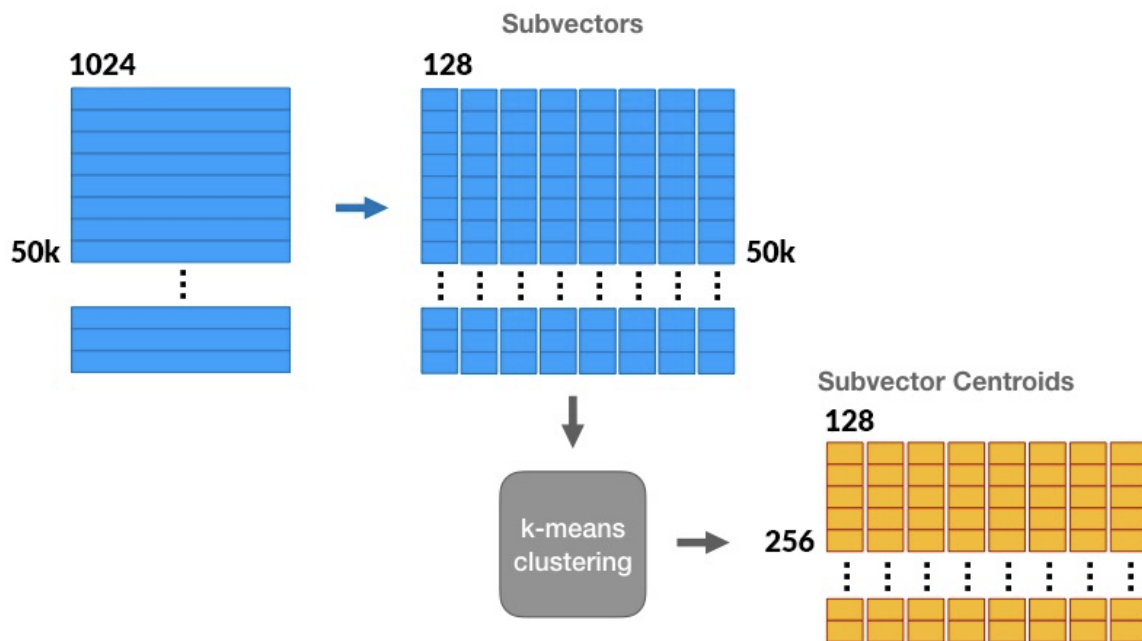 Subvectors
1024
128
50k
50k
Subvector Centroids
128
k-means
clustering
256